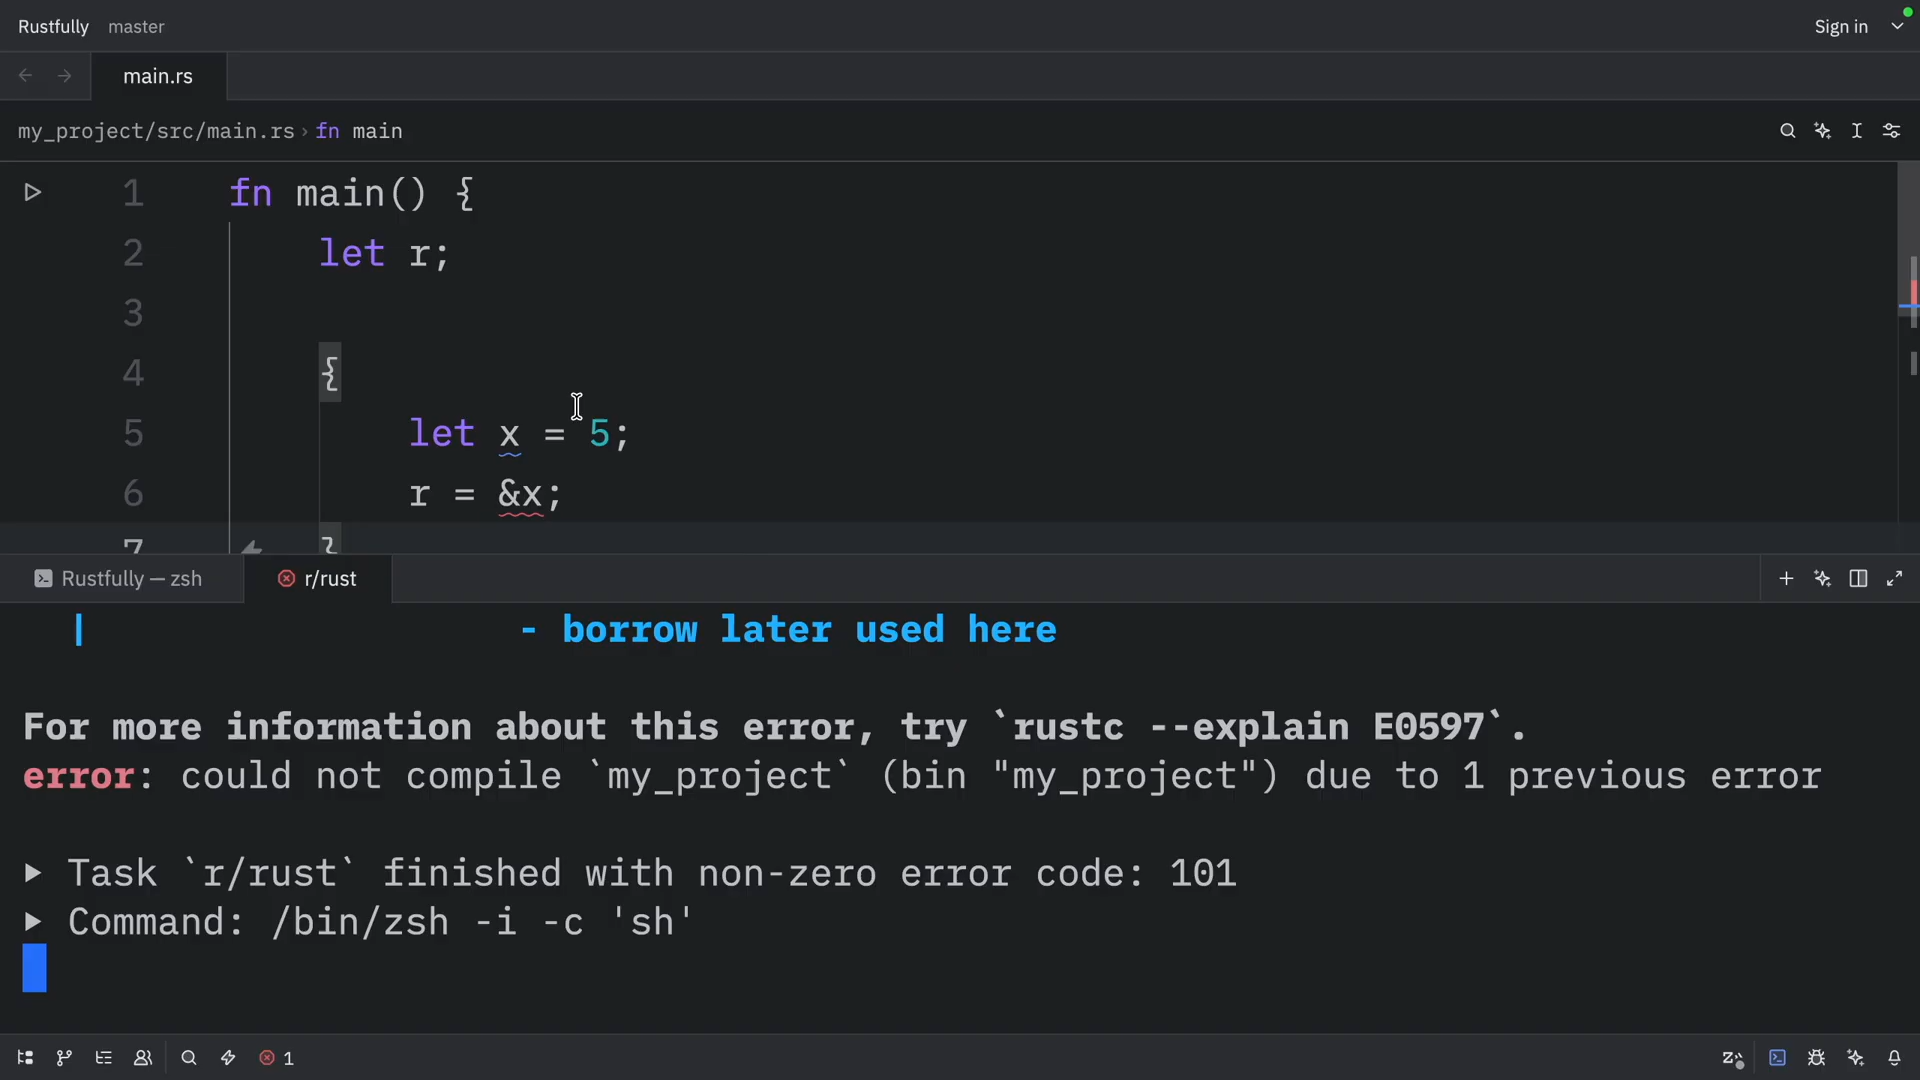 Rustfully master Sign in
main.rs
my_project/src/main.rs › fn main
1 fn main() {
2 let r;
3
4 {
5 let x = 5;
6 r = &x;
7 }
Rustfully — zsh r/rust
| - borrow later used here
For more information about this error, try `rustc --explain E0597`.
error: could not compile `my_project` (bin "my_project") due to 1 previous error
Task `r/rust` finished with non-zero error code: 101
Command: /bin/zsh -i -c 'sh'
1